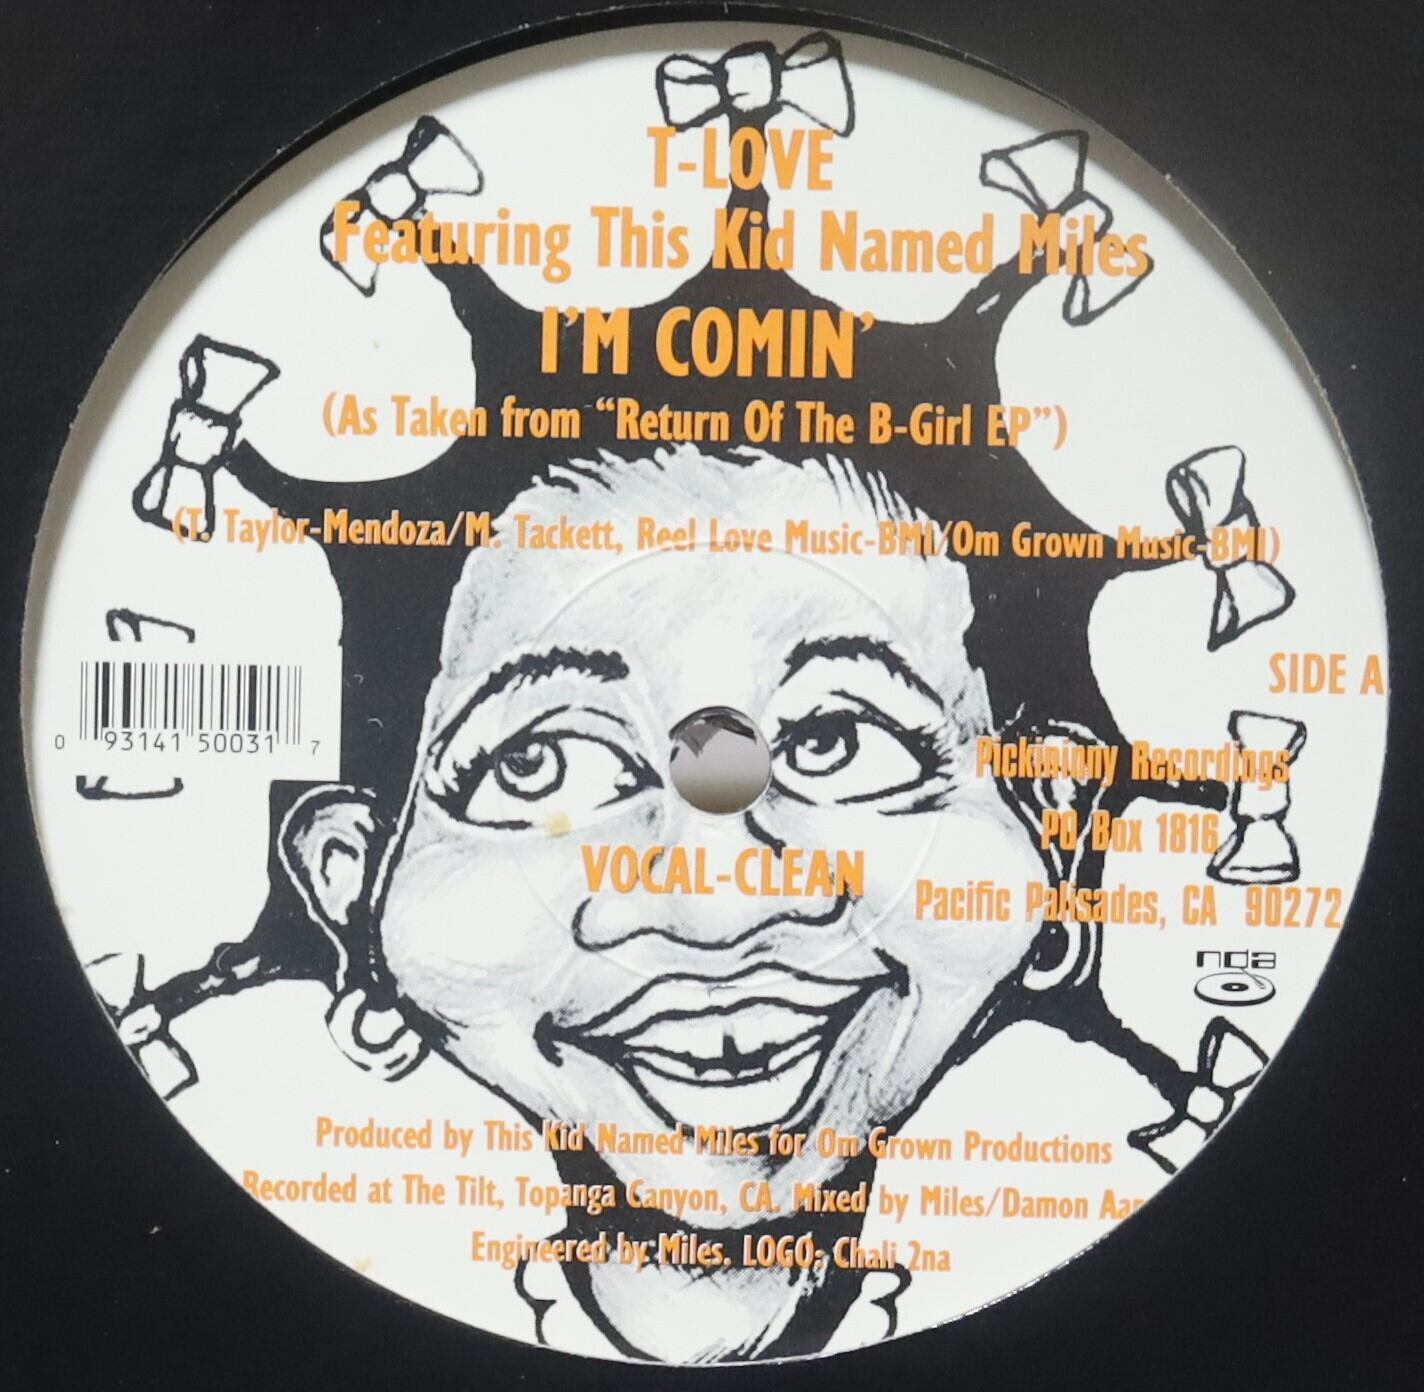 T-LOVE
Featuring This Kid Named Miles
I'M COMIN'
(As Taken from “Return Of The B-Girl EP”)
(T. Taylor-Mendoza/M. Tackett, Reel Love Music-BMI/Om Grown Music-BMI)
SIDE A
0 93141 50031 7
Pickininny Recordings
PO Box 1816
Pacific Palisades, CA 90272
VOCAL-CLEAN
nda
Produced by This Kid Named Miles for Om Grown Productions
Recorded at The Tilt, Topanga Canyon, CA. Mixed by Miles/Damon
Engineered by Miles. LOGO: Chali 2na